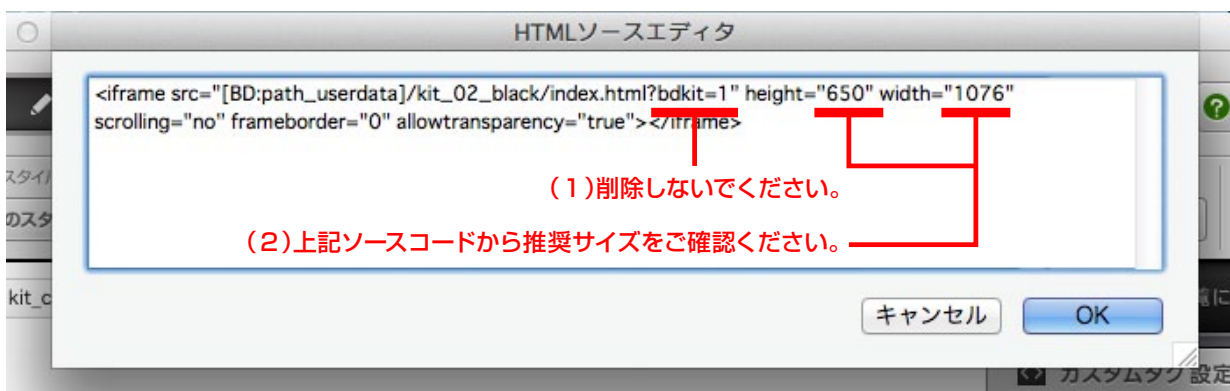 HTMLソースエディタ
<iframe src="[BD:path_userdata]/kit_02_black/index.html?bdkit=1" height="650" width="1076"
scrolling="no" frameborder="0" allowtransparency="true"></iframe>
(1)削除しないでください。
のスタ
(2)上記ソースコードから推奨サイズをご確認ください。
kit_c
キャンセル
OK
カスタムタグ設定